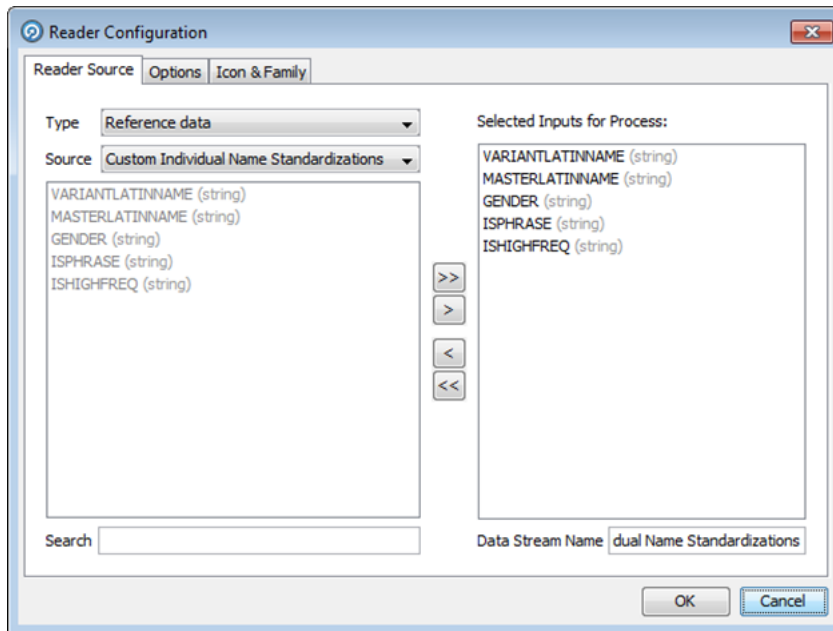 Reader Configuration
Reader Source Options Icon & Family
Type Reference data
Source Custom Individual Name Standardizations
VARIANTLATINNAME (string)
MASTERLATINNAME (string)
GENDER (string)
ISPHRASE (string)
ISHIGHFREQ (string)
>>
>
<
<<
Selected Inputs for Process:
VARIANTLATINNAME (string)
MASTERLATINNAME (string)
GENDER (string)
ISPHRASE (string)
ISHIGHFREQ (string)
Search
Data Stream Name dual Name Standardizations
OK Cancel